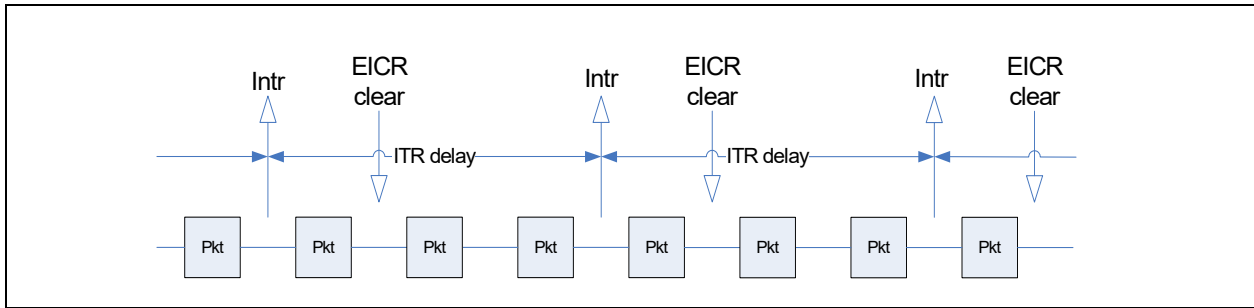 Intr
EICR
clear
Intr
EICR
clear
Intr
EICR
clear
ITR delay
ITR delay
Pkt
Pkt
Pkt
Pkt
Pkt
Pkt
Pkt
Pkt